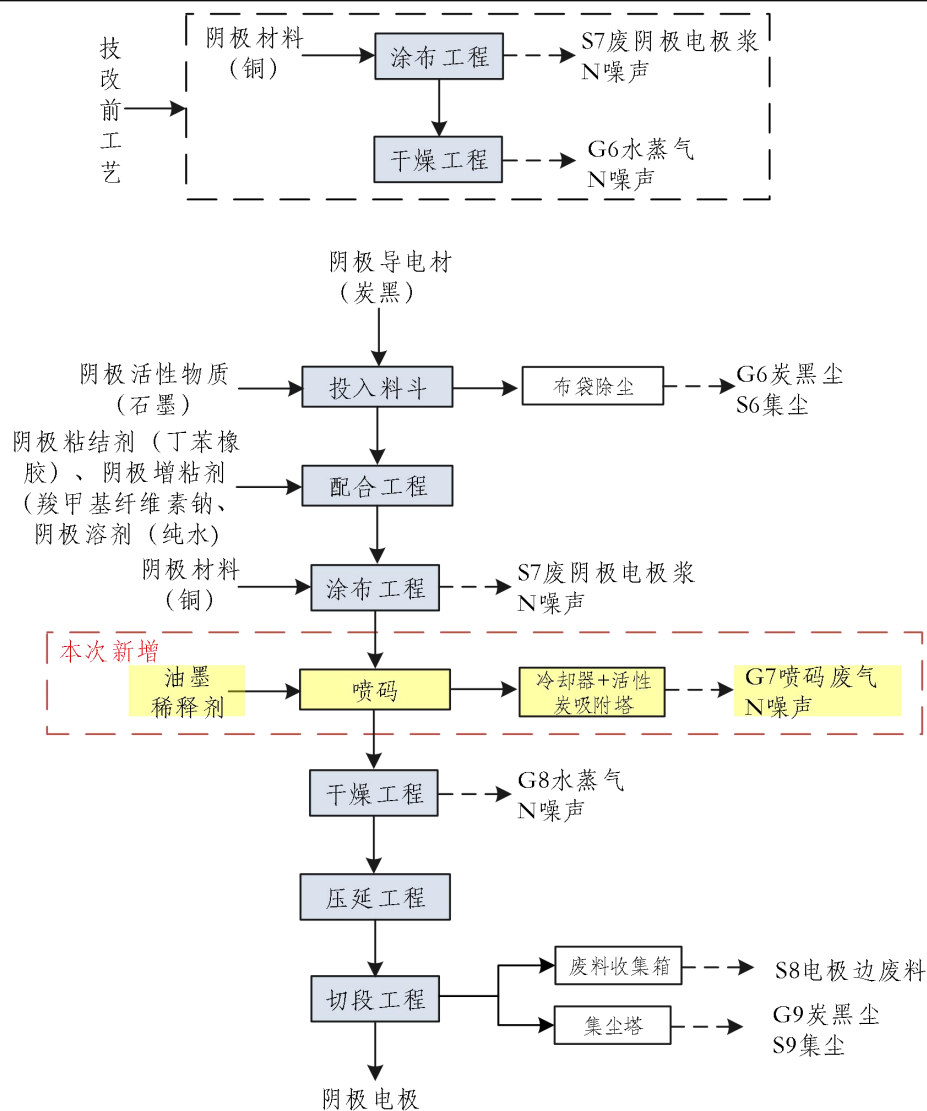 技
改
前
工
艺
阴极材料
（铜）
涂布工程
S7废阴极电极浆
N噪声
干燥工程
G6水蒸气
N噪声
阴极导电材
（炭黑）
阴极活性物质
（石墨）
投入料斗
布袋除尘
G6炭黑尘
S6集尘
阴极粘结剂（丁苯橡
胶）、阴极增粘剂
（羧甲基纤维素钠、
阴极溶剂（纯水）
配合工程
阴极材料
（铜）
涂布工程
S7废阴极电极浆
N噪声
本次新增
油墨
稀释剂
喷码
冷却器+活性
炭吸附塔
G7喷码废气
N噪声
干燥工程
G8水蒸气
N噪声
压延工程
切段工程
废料收集箱
S8电极边废料
集尘塔
G9炭黑尘
S9集尘
阴极电极